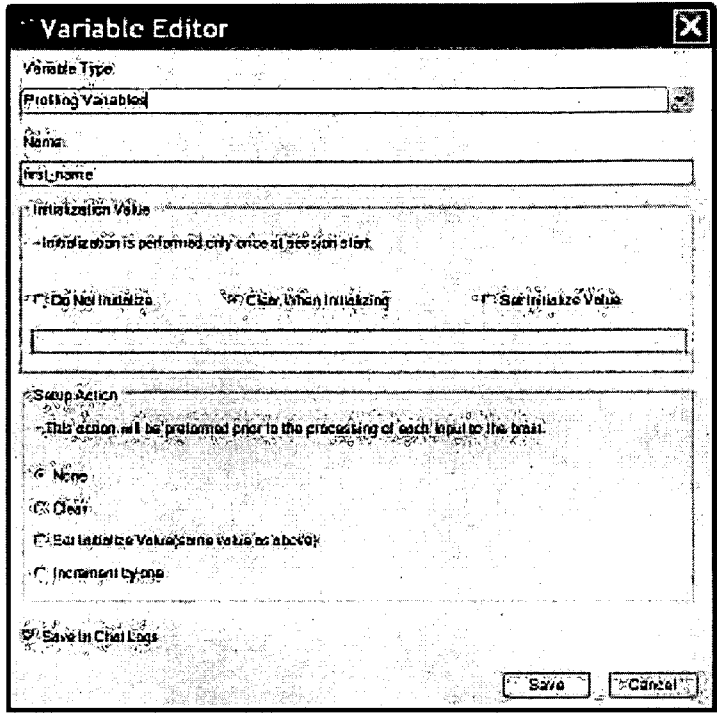 Variable Editor
Variable Type:
Profiling Variables
Name:
first_name
Initialization Value
Initialization is performed only once at session start.
Do Not Initialize Clear When Initializing Set Initialize Value
Setup Action
This action will be preformed prior to the processing of each input to the brain.
None
Clear
Set Initialize Value(same value as above)
Increment by one
Save In Chat Logs
Save Cancel